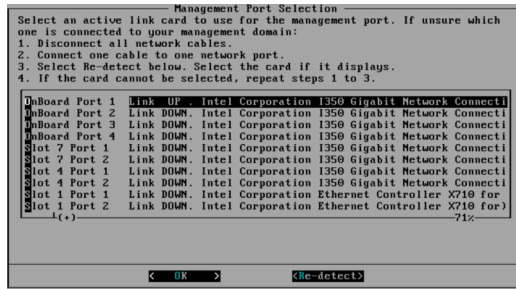 Management Port Selection
Select an active link card to use for the management port. If unsure which
one is connected to your management domain:
1. Disconnect all network cables.
2. Connect one cable to one network port.
3. Select Re-detect below. Select the card if it displays.
4. If the card cannot be selected, repeat steps 1 to 3.
OnBoard Port 1 Link UP . Intel Corporation I350 Gigabit Network Connecti
OnBoard Port 2 Link DOWN. Intel Corporation I350 Gigabit Network Connecti
OnBoard Port 3 Link DOWN. Intel Corporation I350 Gigabit Network Connecti
OnBoard Port 4 Link DOWN. Intel Corporation I350 Gigabit Network Connecti
Slot 7 Port 1 Link DOWN. Intel Corporation I350 Gigabit Network Connecti
Slot 7 Port 2 Link DOWN. Intel Corporation I350 Gigabit Network Connecti
Slot 4 Port 1 Link DOWN. Intel Corporation I350 Gigabit Network Connecti
Slot 4 Port 2 Link DOWN. Intel Corporation I350 Gigabit Network Connecti
Slot 1 Port 1 Link DOWN. Intel Corporation Ethernet Controller X710 for
Slot 1 Port 2 Link DOWN. Intel Corporation Ethernet Controller X710 for)
(+) 71%
< OK > <Re-detect>